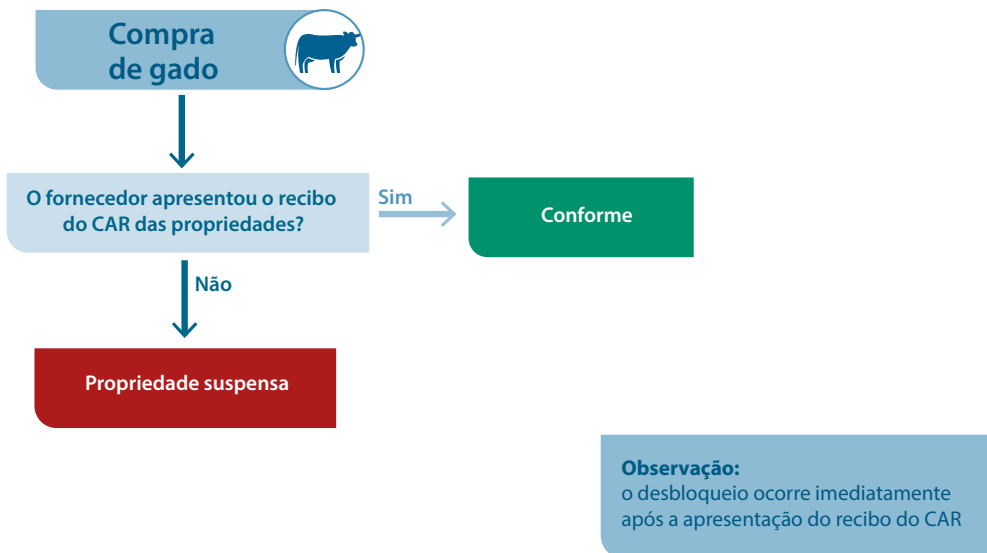 Compra
de gado
O fornecedor apresentou o recibo
do CAR das propriedades?
Sim
Conforme
Não
Propriedade suspensa
Observação:
o desbloqueio ocorre imediatamente
após a apresentação do recibo do CAR